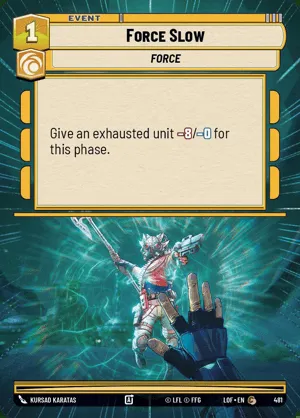 EVENT
1
FORCE SLOW
FORCE
Give an exhausted unit -8/-0 for
this phase.
KURSAD KARATAS
© LFL © FFG
LOF • EN
481